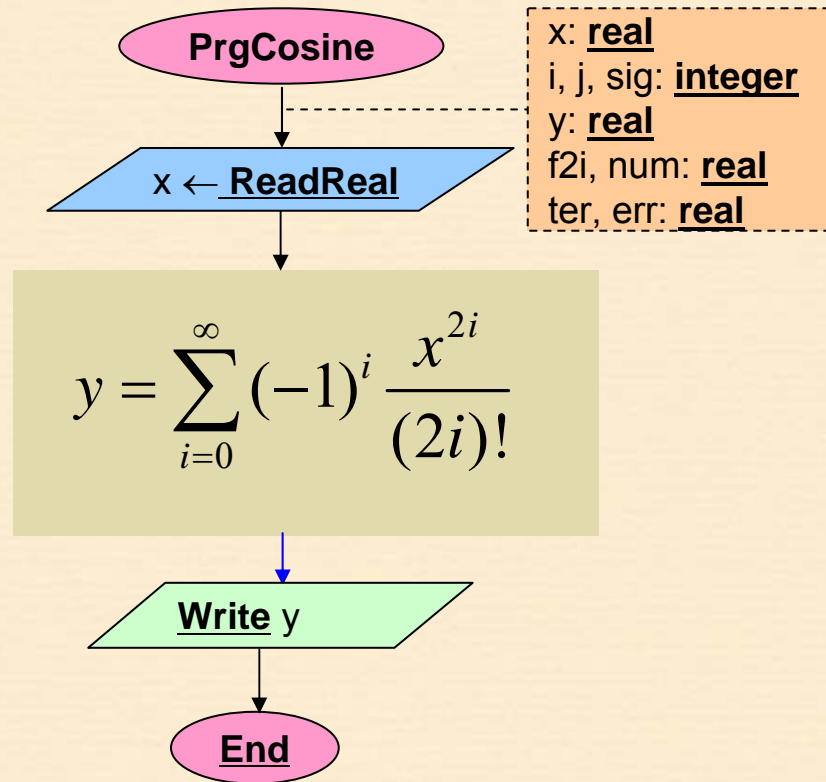 PrgCosine
x: real
i, j, sig: integer
y: real
f2i, num: real
ter, err: real
x ← ReadReal
y = ∑_{i=0}^{∞} (-1)^i x^{2i}/(2i)!
Write y
End